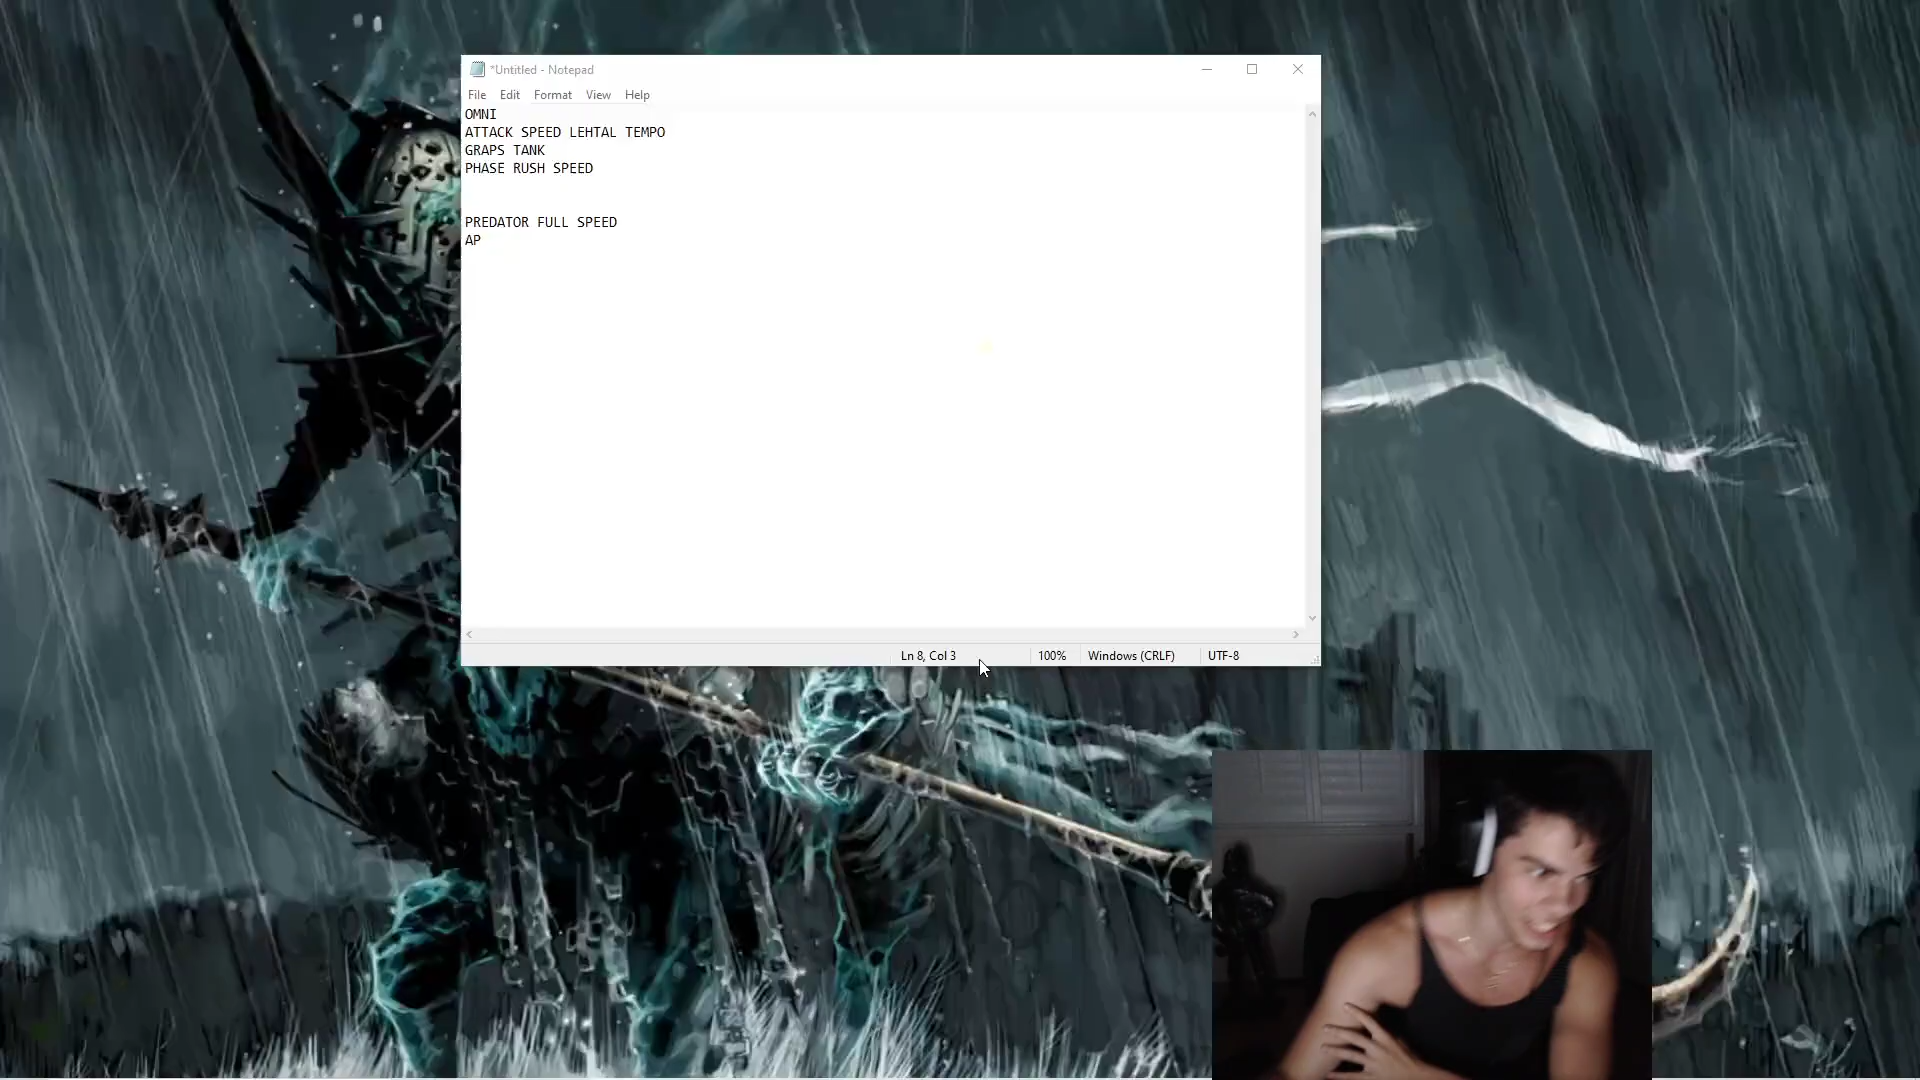 *Untitled - Notepad
File Edit Format View Help
OMNI
ATTACK SPEED LEHTAL TEMPO
GRAPS TANK
PHASE RUSH SPEED
PREDATOR FULL SPEED
AP
Ln 8, Col 3 100% Windows (CRLF) UTF-8